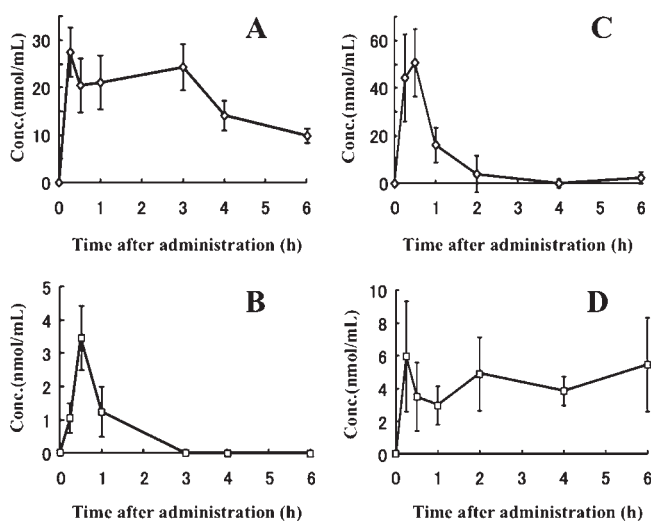 A
30
20
10
0
Conc.(nmol/mL)
0 1 2 3 4 5 6
Time after administration (h)
C
60
40
20
0
Conc.(nmol/mL)
0 1 2 3 4 5 6
Time after administration (h)
B
5
4
3
2
1
0
Conc.(nmol/mL)
0 1 2 3 4 5 6
Time after administration (h)
D
10
8
6
4
2
0
Conc.(nmol/mL)
0 1 2 3 4 5 6
Time after administration (h)